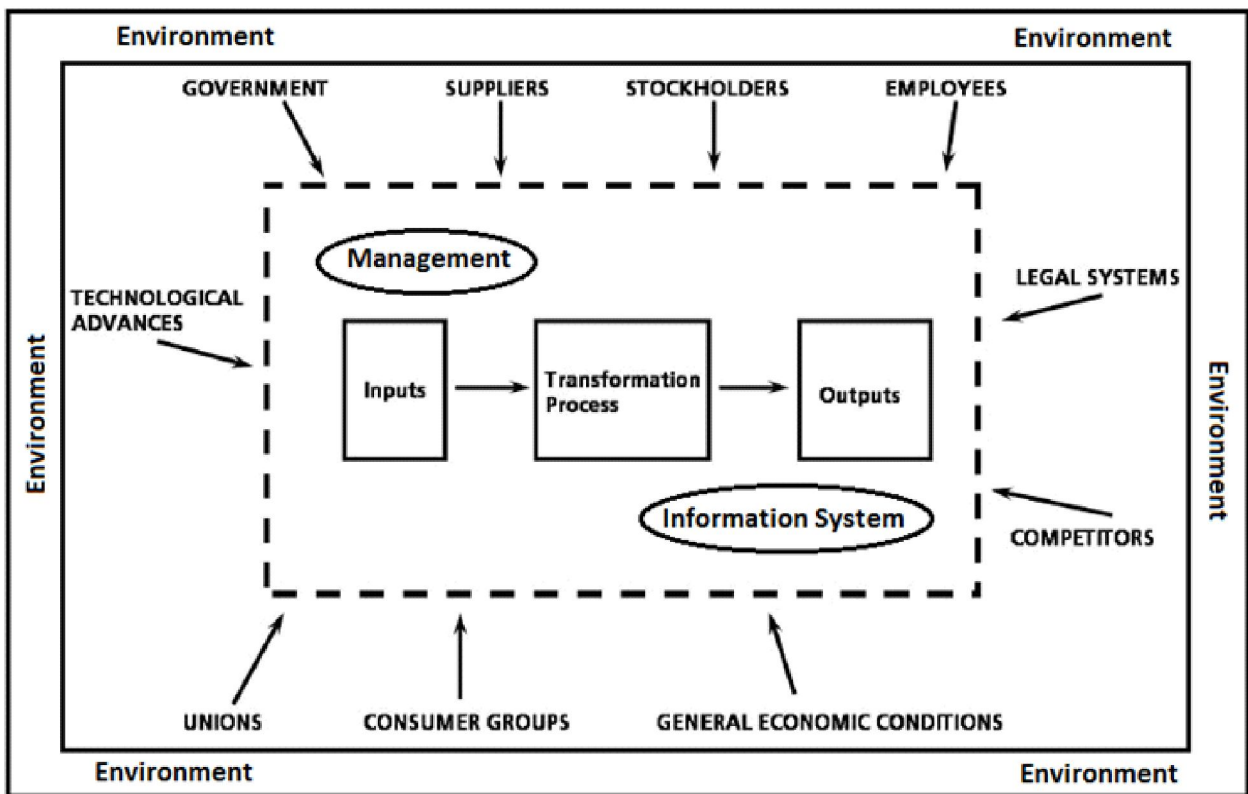 Environment
Environment
GOVERNMENT
SUPPLIERS
STOCKHOLDERS
EMPLOYEES
Management
LEGAL SYSTEMS
TECHNOLOGICAL
ADVANCES
Environment
Environment
Inputs
Transformation
Process
Outputs
Information System
COMPETITORS
UNIONS
CONSUMER GROUPS
GENERAL ECONOMIC CONDITIONS
Environment
Environment